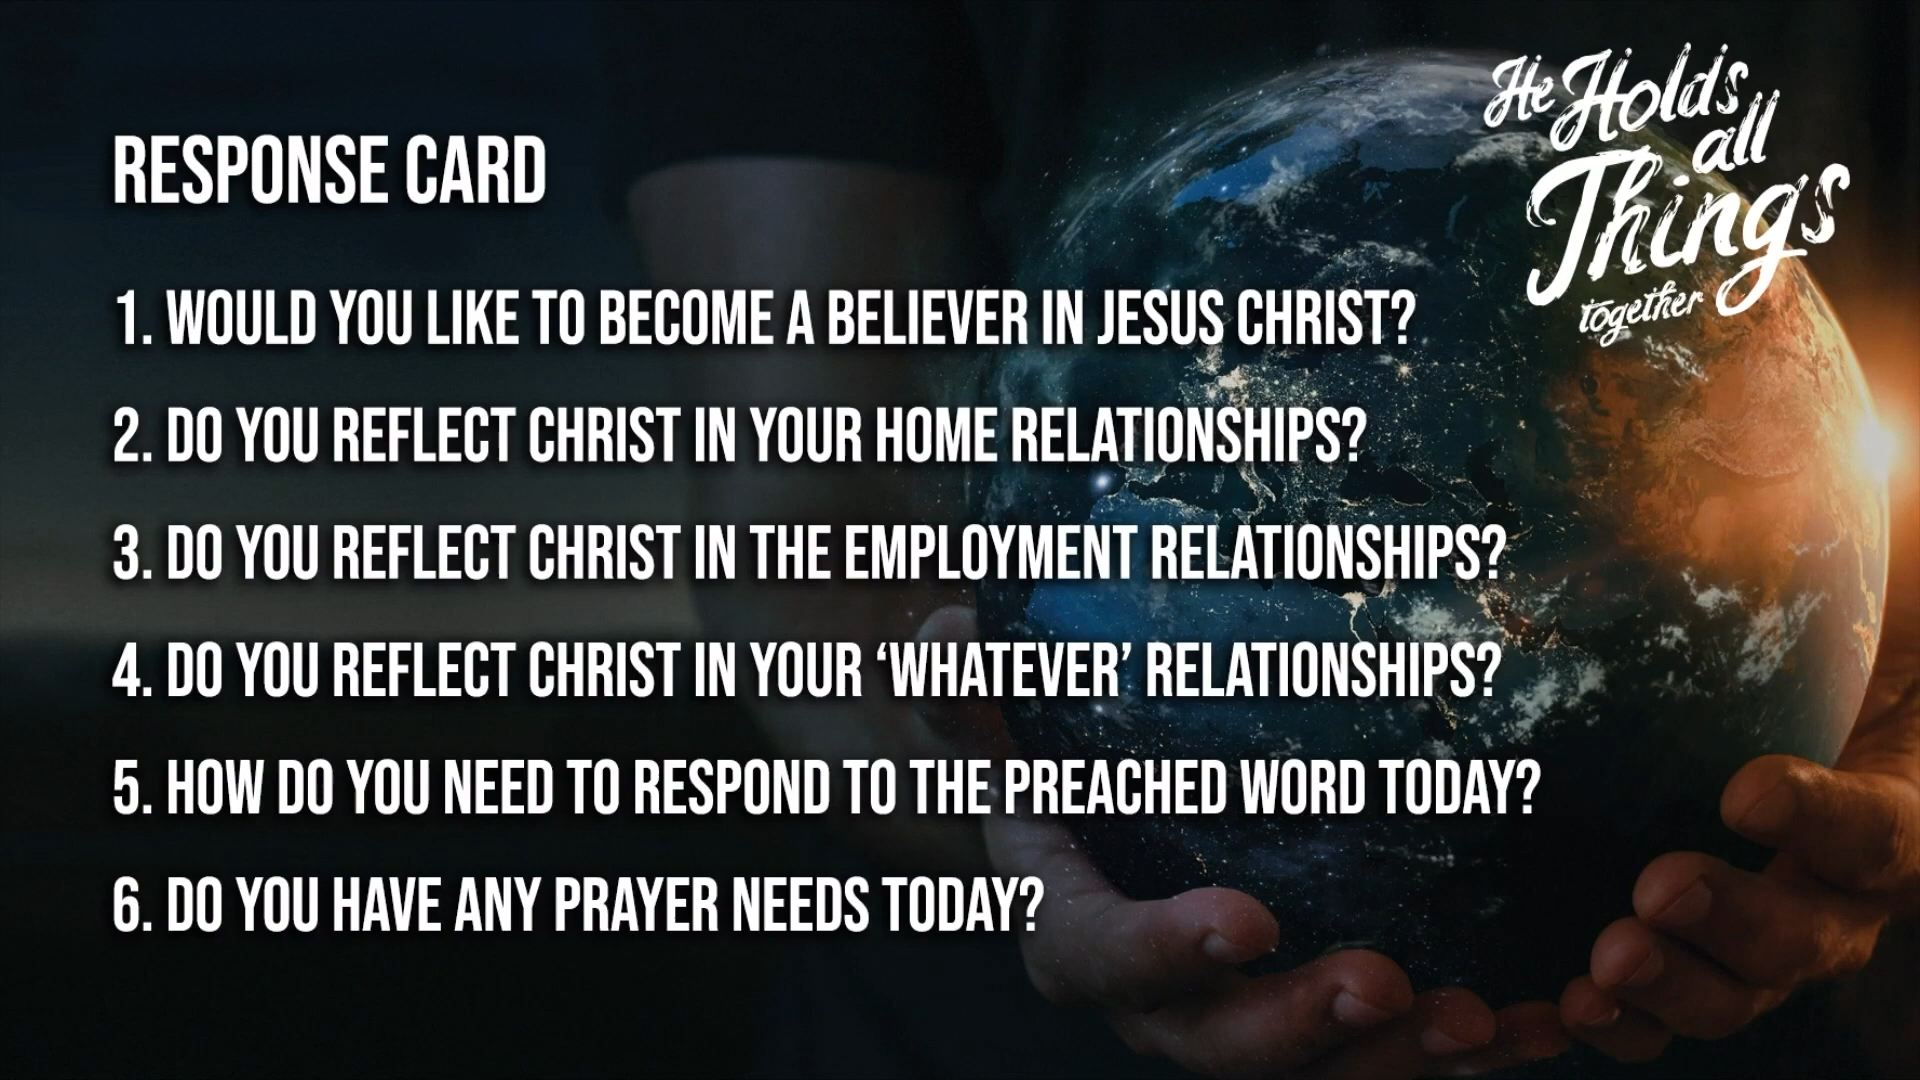 He Holds
all
Things
together
RESPONSE CARD
1. WOULD YOU LIKE TO BECOME A BELIEVER IN JESUS CHRIST?
2. DO YOU REFLECT CHRIST IN YOUR HOME RELATIONSHIPS?
3. DO YOU REFLECT CHRIST IN THE EMPLOYMENT RELATIONSHIPS?
4. DO YOU REFLECT CHRIST IN YOUR ‘WHATEVER’ RELATIONSHIPS?
5. HOW DO YOU NEED TO RESPOND TO THE PREACHED WORD TODAY?
6. DO YOU HAVE ANY PRAYER NEEDS TODAY?